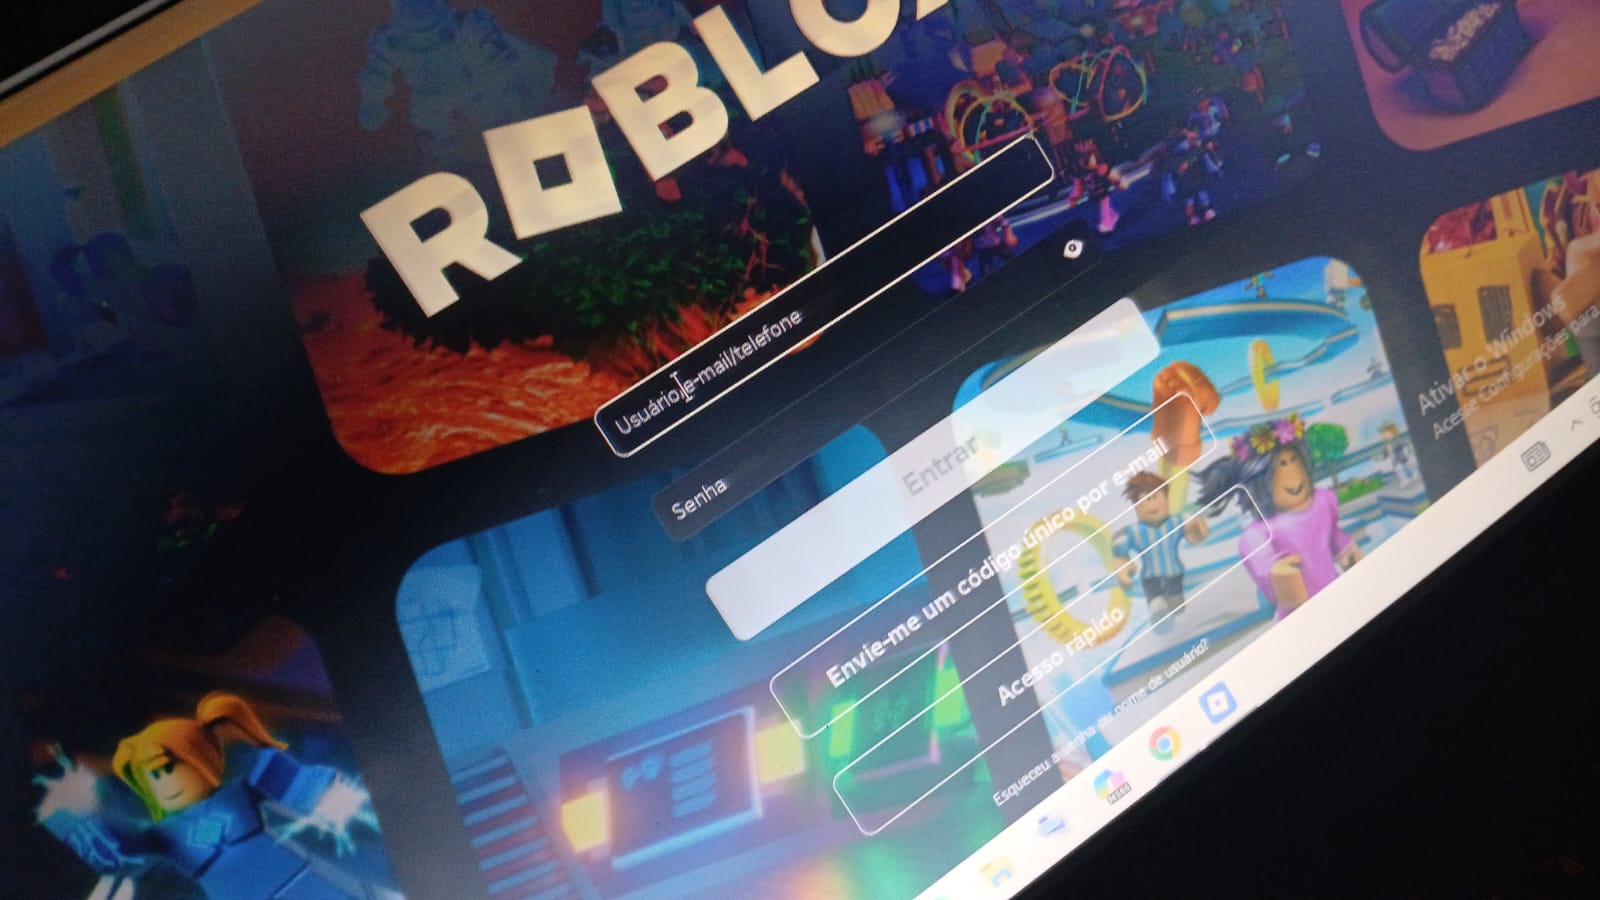 ROBLOX
Usuário/e-mail/telefone
Senha
Entrar
Envie-me um código único por e-mail
Acesso rápido
Esqueceu a senha ou nome de usuário?
Ativar o Windows
Acesse Configurações para
M365